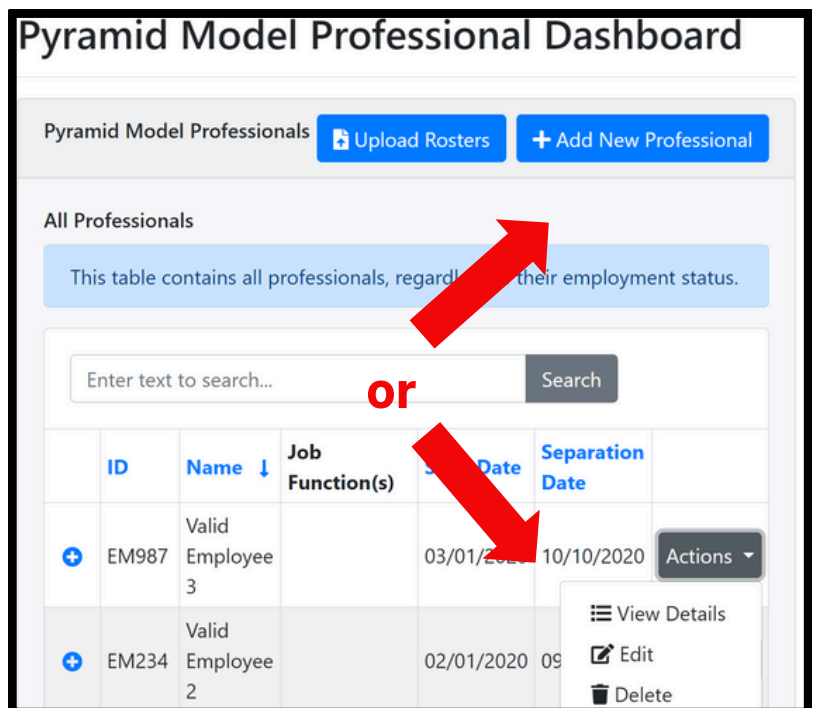 Pyramid Model Professional Dashboard
Pyramid Model Professionals
Upload Rosters
+ Add New Professional
All Professionals
This table contains all professionals, their employment status.
Enter text to search...
Search
or
ID
Name
Job
Function(s)
Date
Separation
Date
Valid
Employee
3
EM987
03/01/2020
10/10/2020
Actions
View Details
Valid
Employee
2
EM234
02/01/2020
09
Edit
Delete